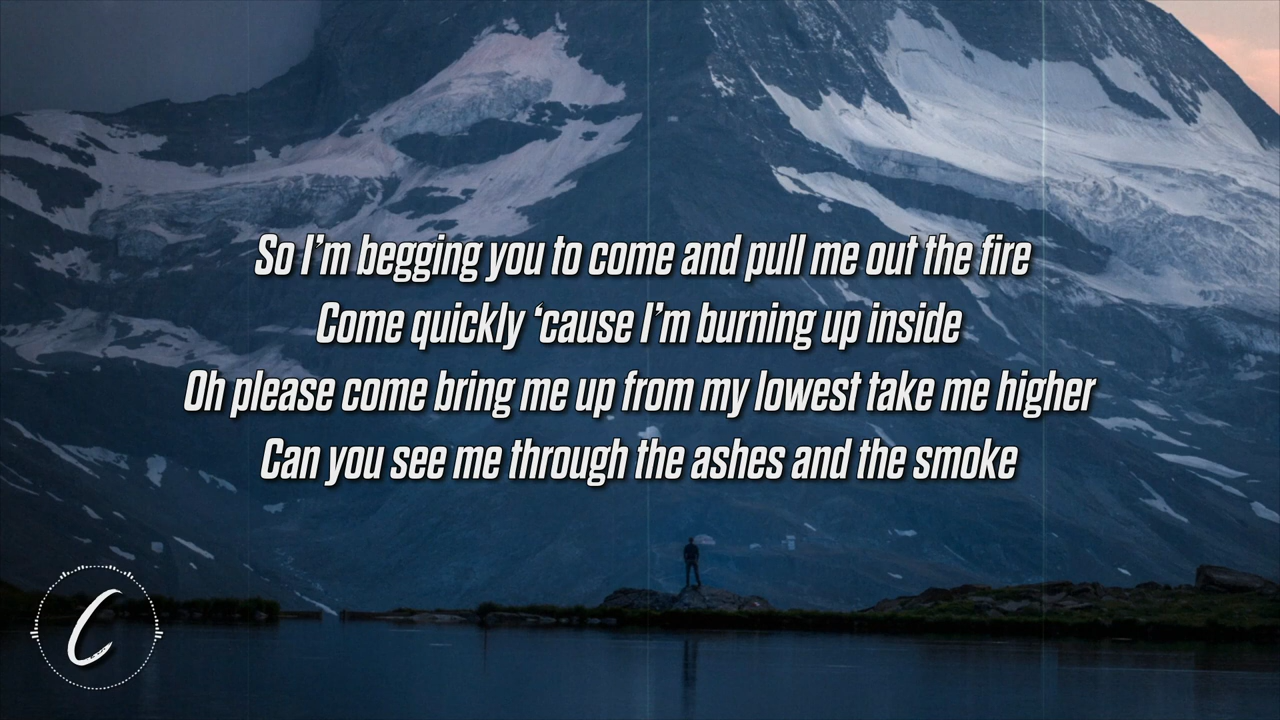 So I’m begging you to come and pull me out the fire
Come quickly ‘cause I’m burning up inside
Oh please come bring me up from my lowest take me higher
Can you see me through the ashes and the smoke
C